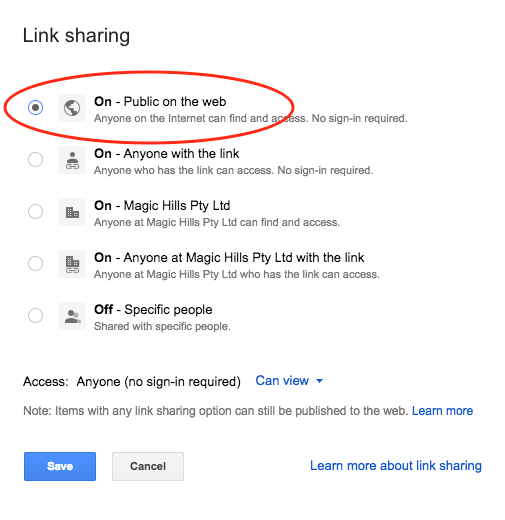 Link sharing
On - Public on the web
Anyone on the Internet can find and access. No sign-in required.
On - Anyone with the link
Anyone who has the link can access. No sign-in required.
On - Magic Hills Pty Ltd
Anyone at Magic Hills Pty Ltd can find and access.
On - Anyone at Magic Hills Pty Ltd with the link
Anyone at Magic Hills Pty Ltd who has the link can access.
Off - Specific people
Shared with specific people.
Access: Anyone (no sign-in required) Can view
Note: Items with any link sharing option can still be published to the web. Learn more
Save Cancel Learn more about link sharing